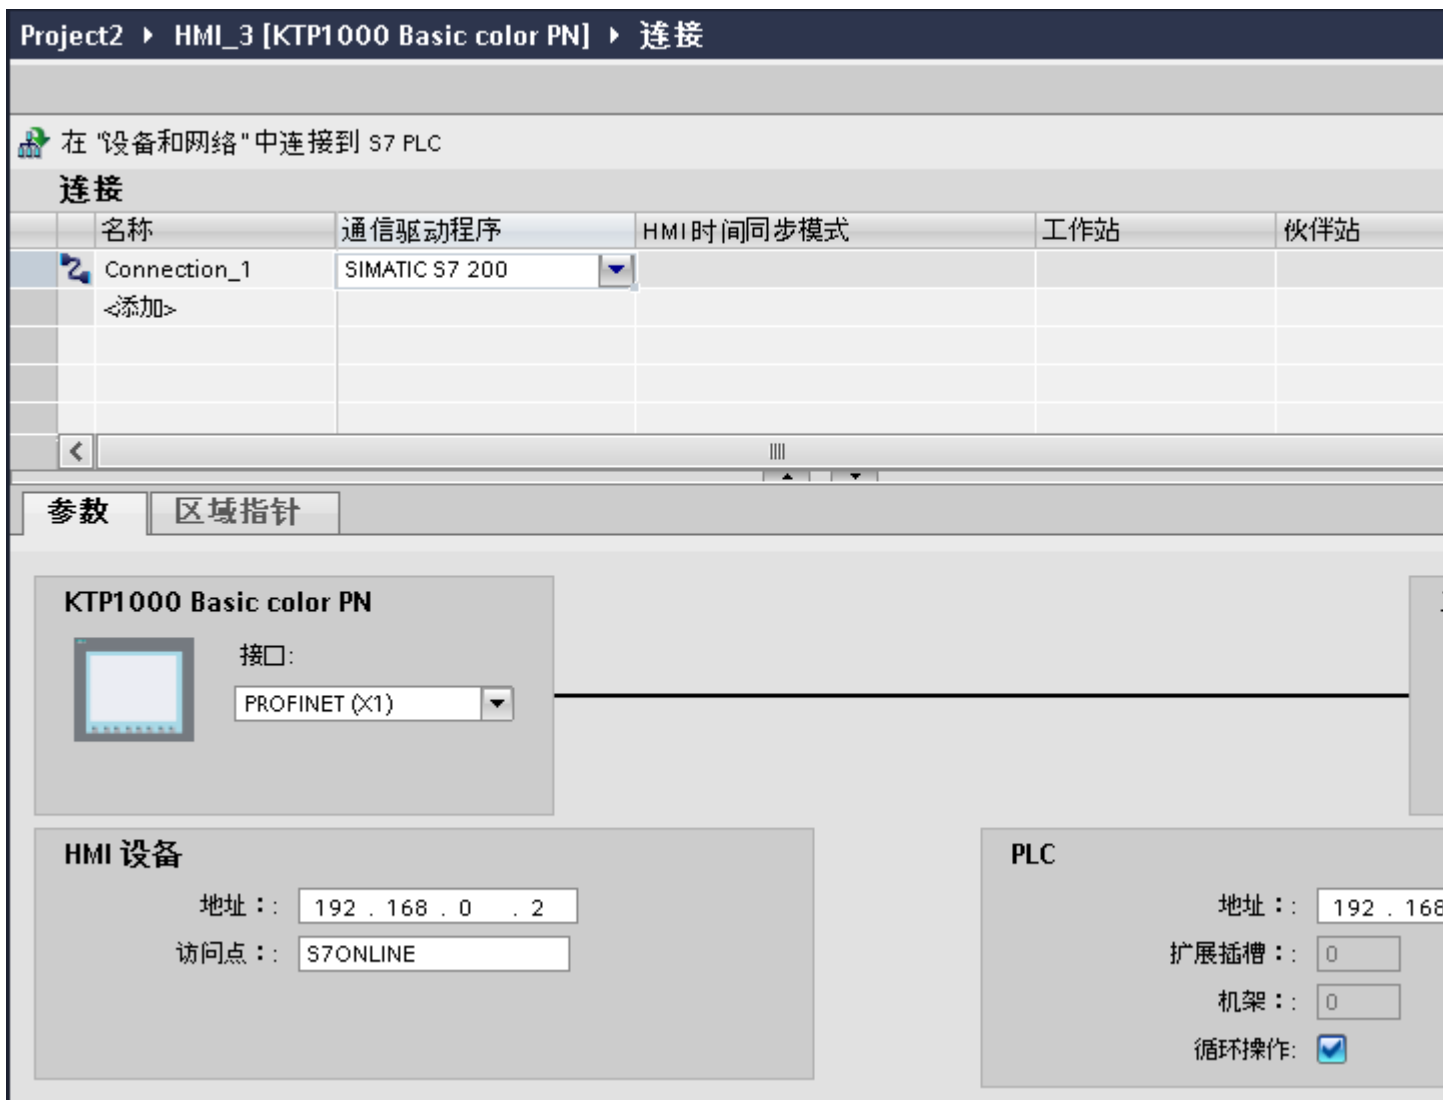 Project2 ▸ HMI_3 [KTP1000 Basic color PN] ▸ 连接
在 "设备和网络" 中连接到 S7 PLC
连接
名称 通信驱动程序 HMI时间同步模式 工作站 伙伴站
Connection_1 SIMATIC S7 200
<添加>
参数 区域指针
KTP1000 Basic color PN
接口:
PROFINET (X1)
HMI 设备
地址：: 192 . 168 . 0 . 2
访问点：: S7ONLINE
PLC
地址：: 192 . 168
扩展插槽：: 0
机架：: 0
循环操作: